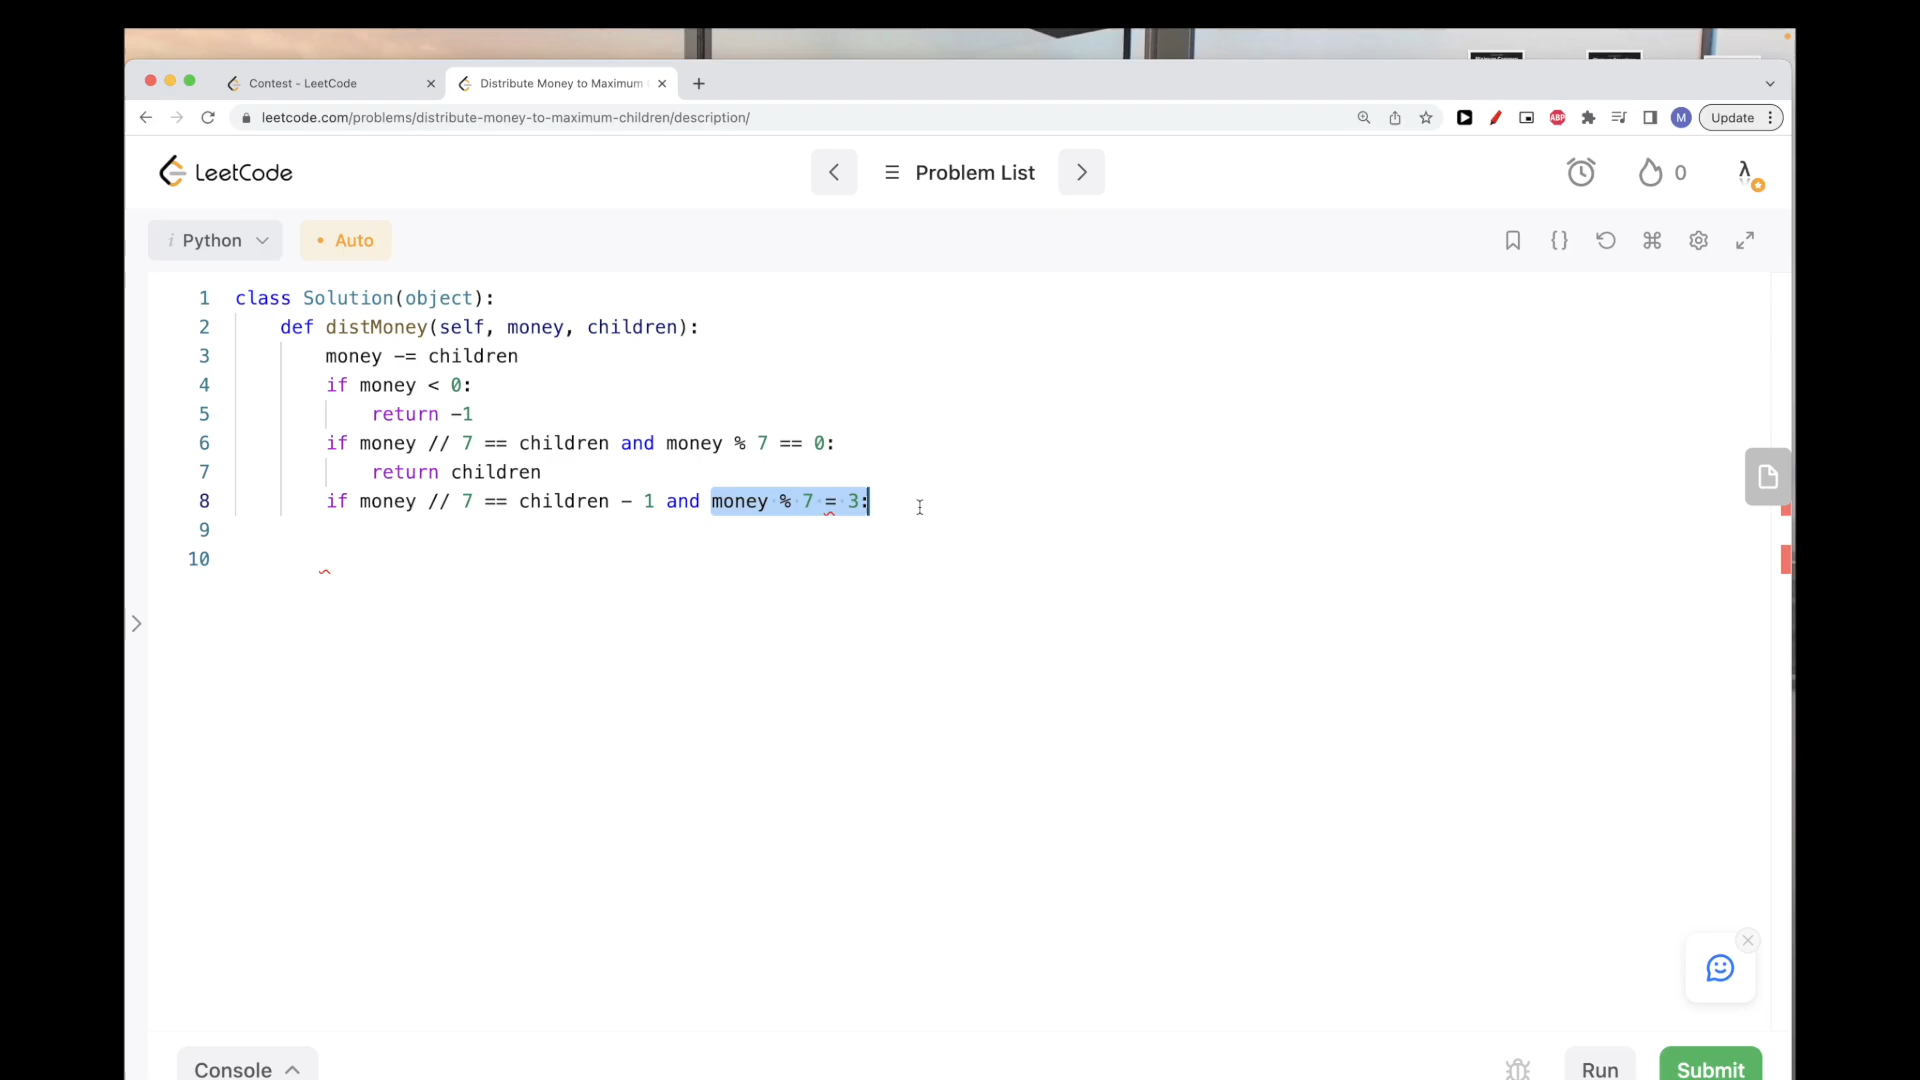 Contest - LeetCode
Distribute Money to Maximum
leetcode.com/problems/distribute-money-to-maximum-children/description/
ABP
M
Update
LeetCode
Problem List
0
i Python
• Auto
1 class Solution(object):
2 def distMoney(self, money, children):
3 money -= children
4 if money < 0:
5 return -1
6 if money // 7 == children and money % 7 == 0:
7 return children
8 if money // 7 == children - 1 and money % 7 = 3:
9
10
Console
Run
Submit